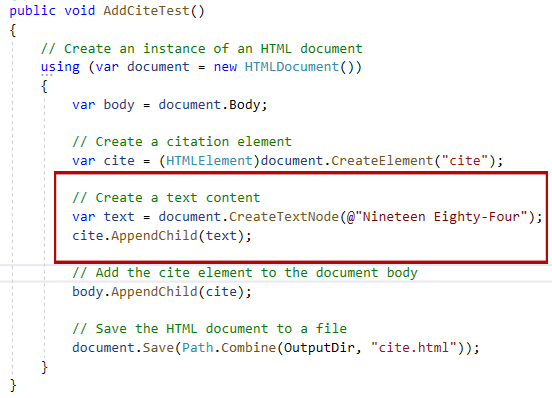 public void AddCiteTest()
{
// Create an instance of an HTML document
using (var document = new HTMLDocument())
{
var body = document.Body;
// Create a citation element
var cite = (HTMLElement)document.CreateElement("cite");
// Create a text content
var text = document.CreateTextNode(@"Nineteen Eighty-Four");
cite.AppendChild(text);
// Add the cite element to the document body
body.AppendChild(cite);
// Save the HTML document to a file
document.Save(Path.Combine(OutputDir, "cite.html"));
}
}